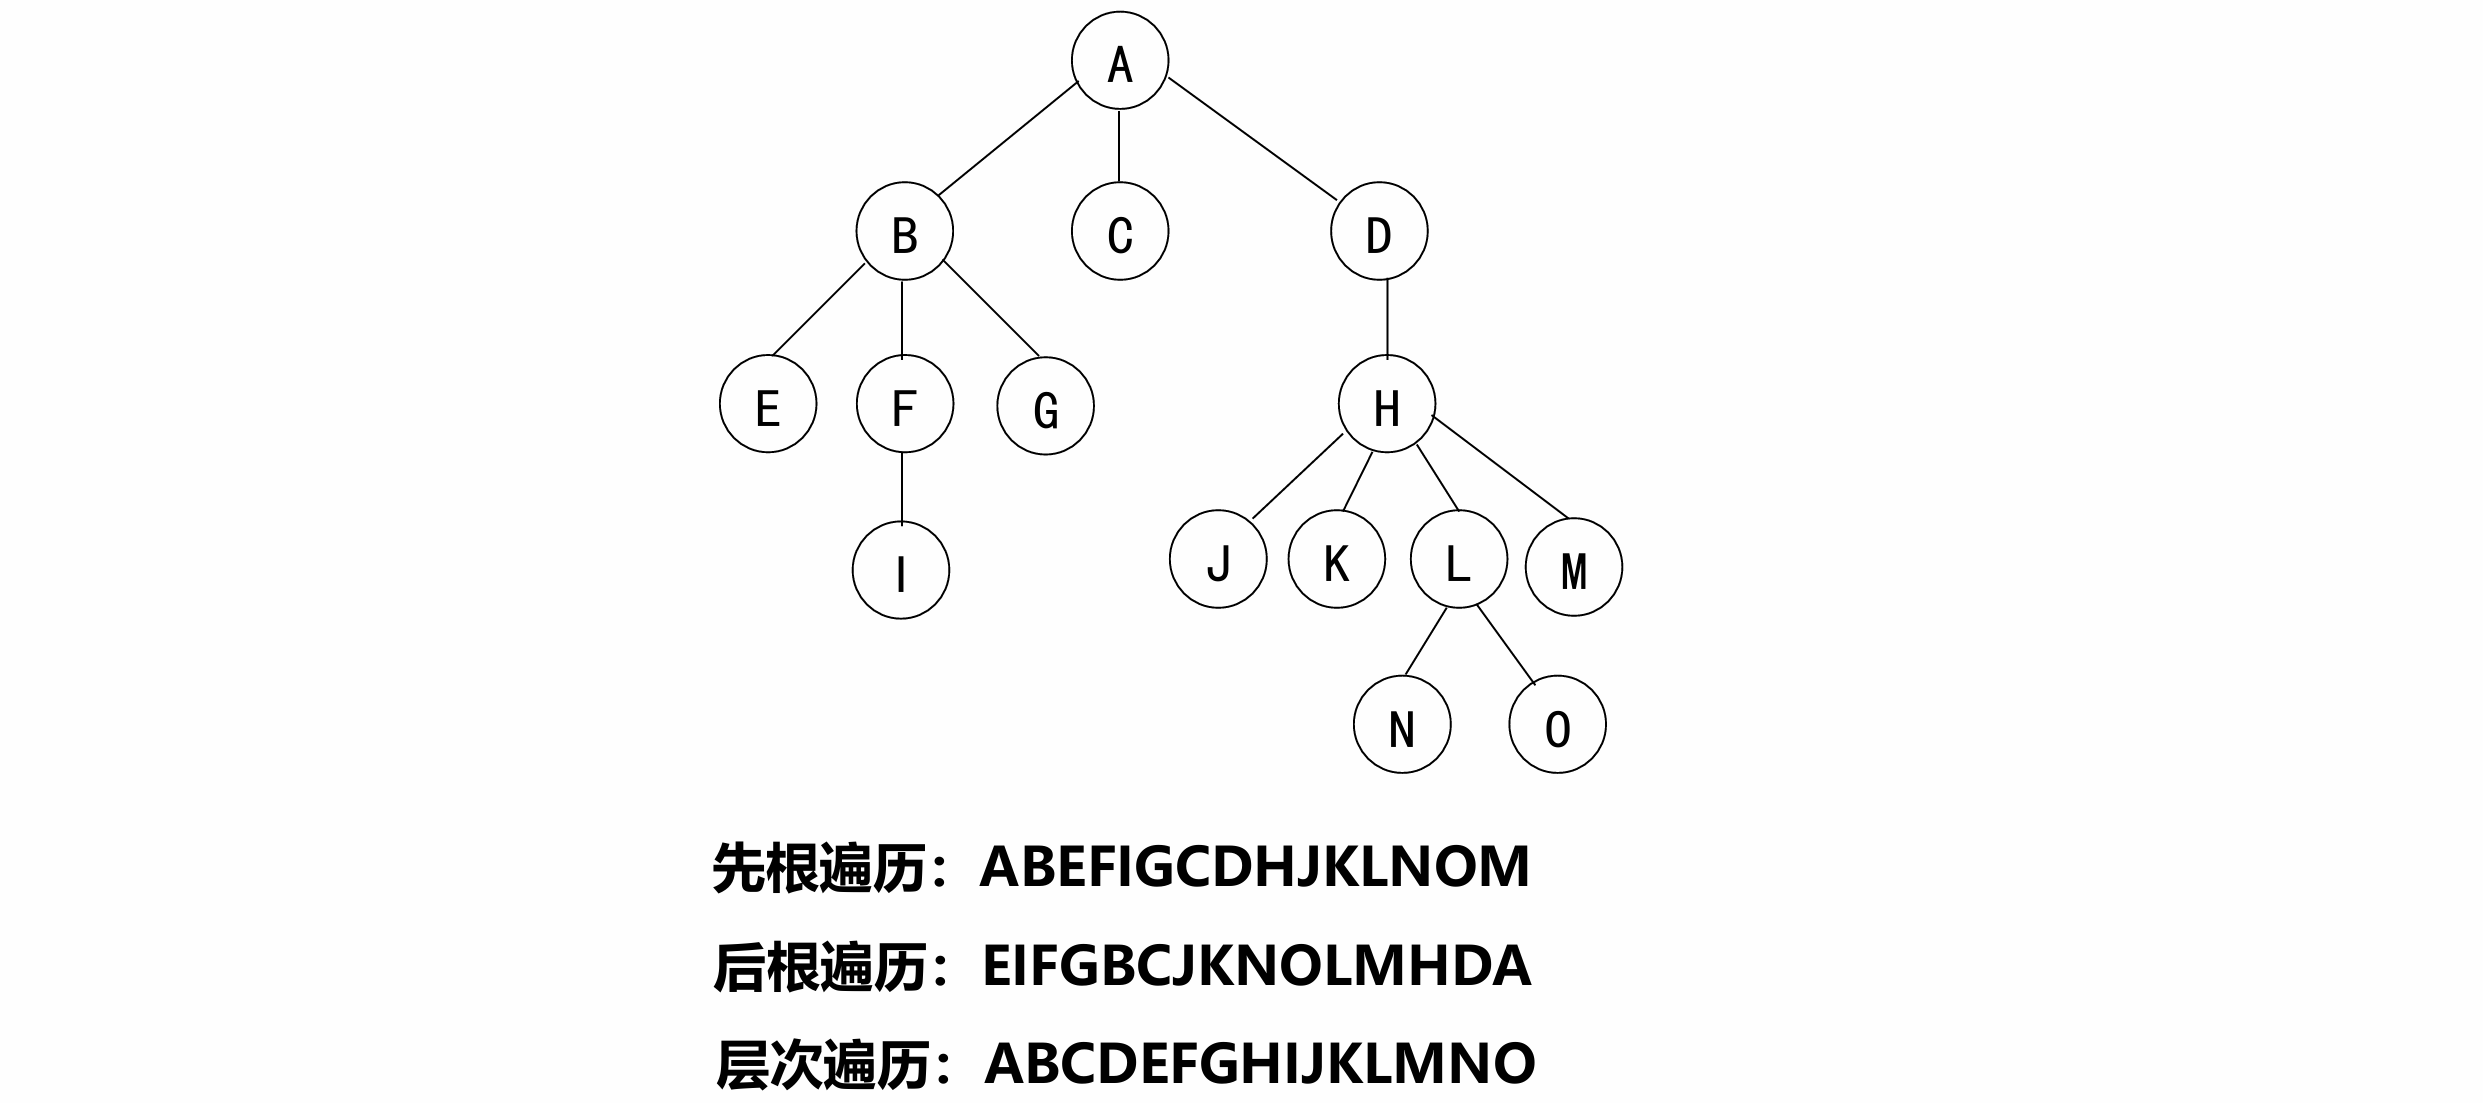 A
B C D
E F G H
I J K L M
N O
先根遍历：ABEFIGCDHJKLNOM
后根遍历：EIFGBCJKNOLMHDA
层次遍历：ABCDEFGHIJKLMNO